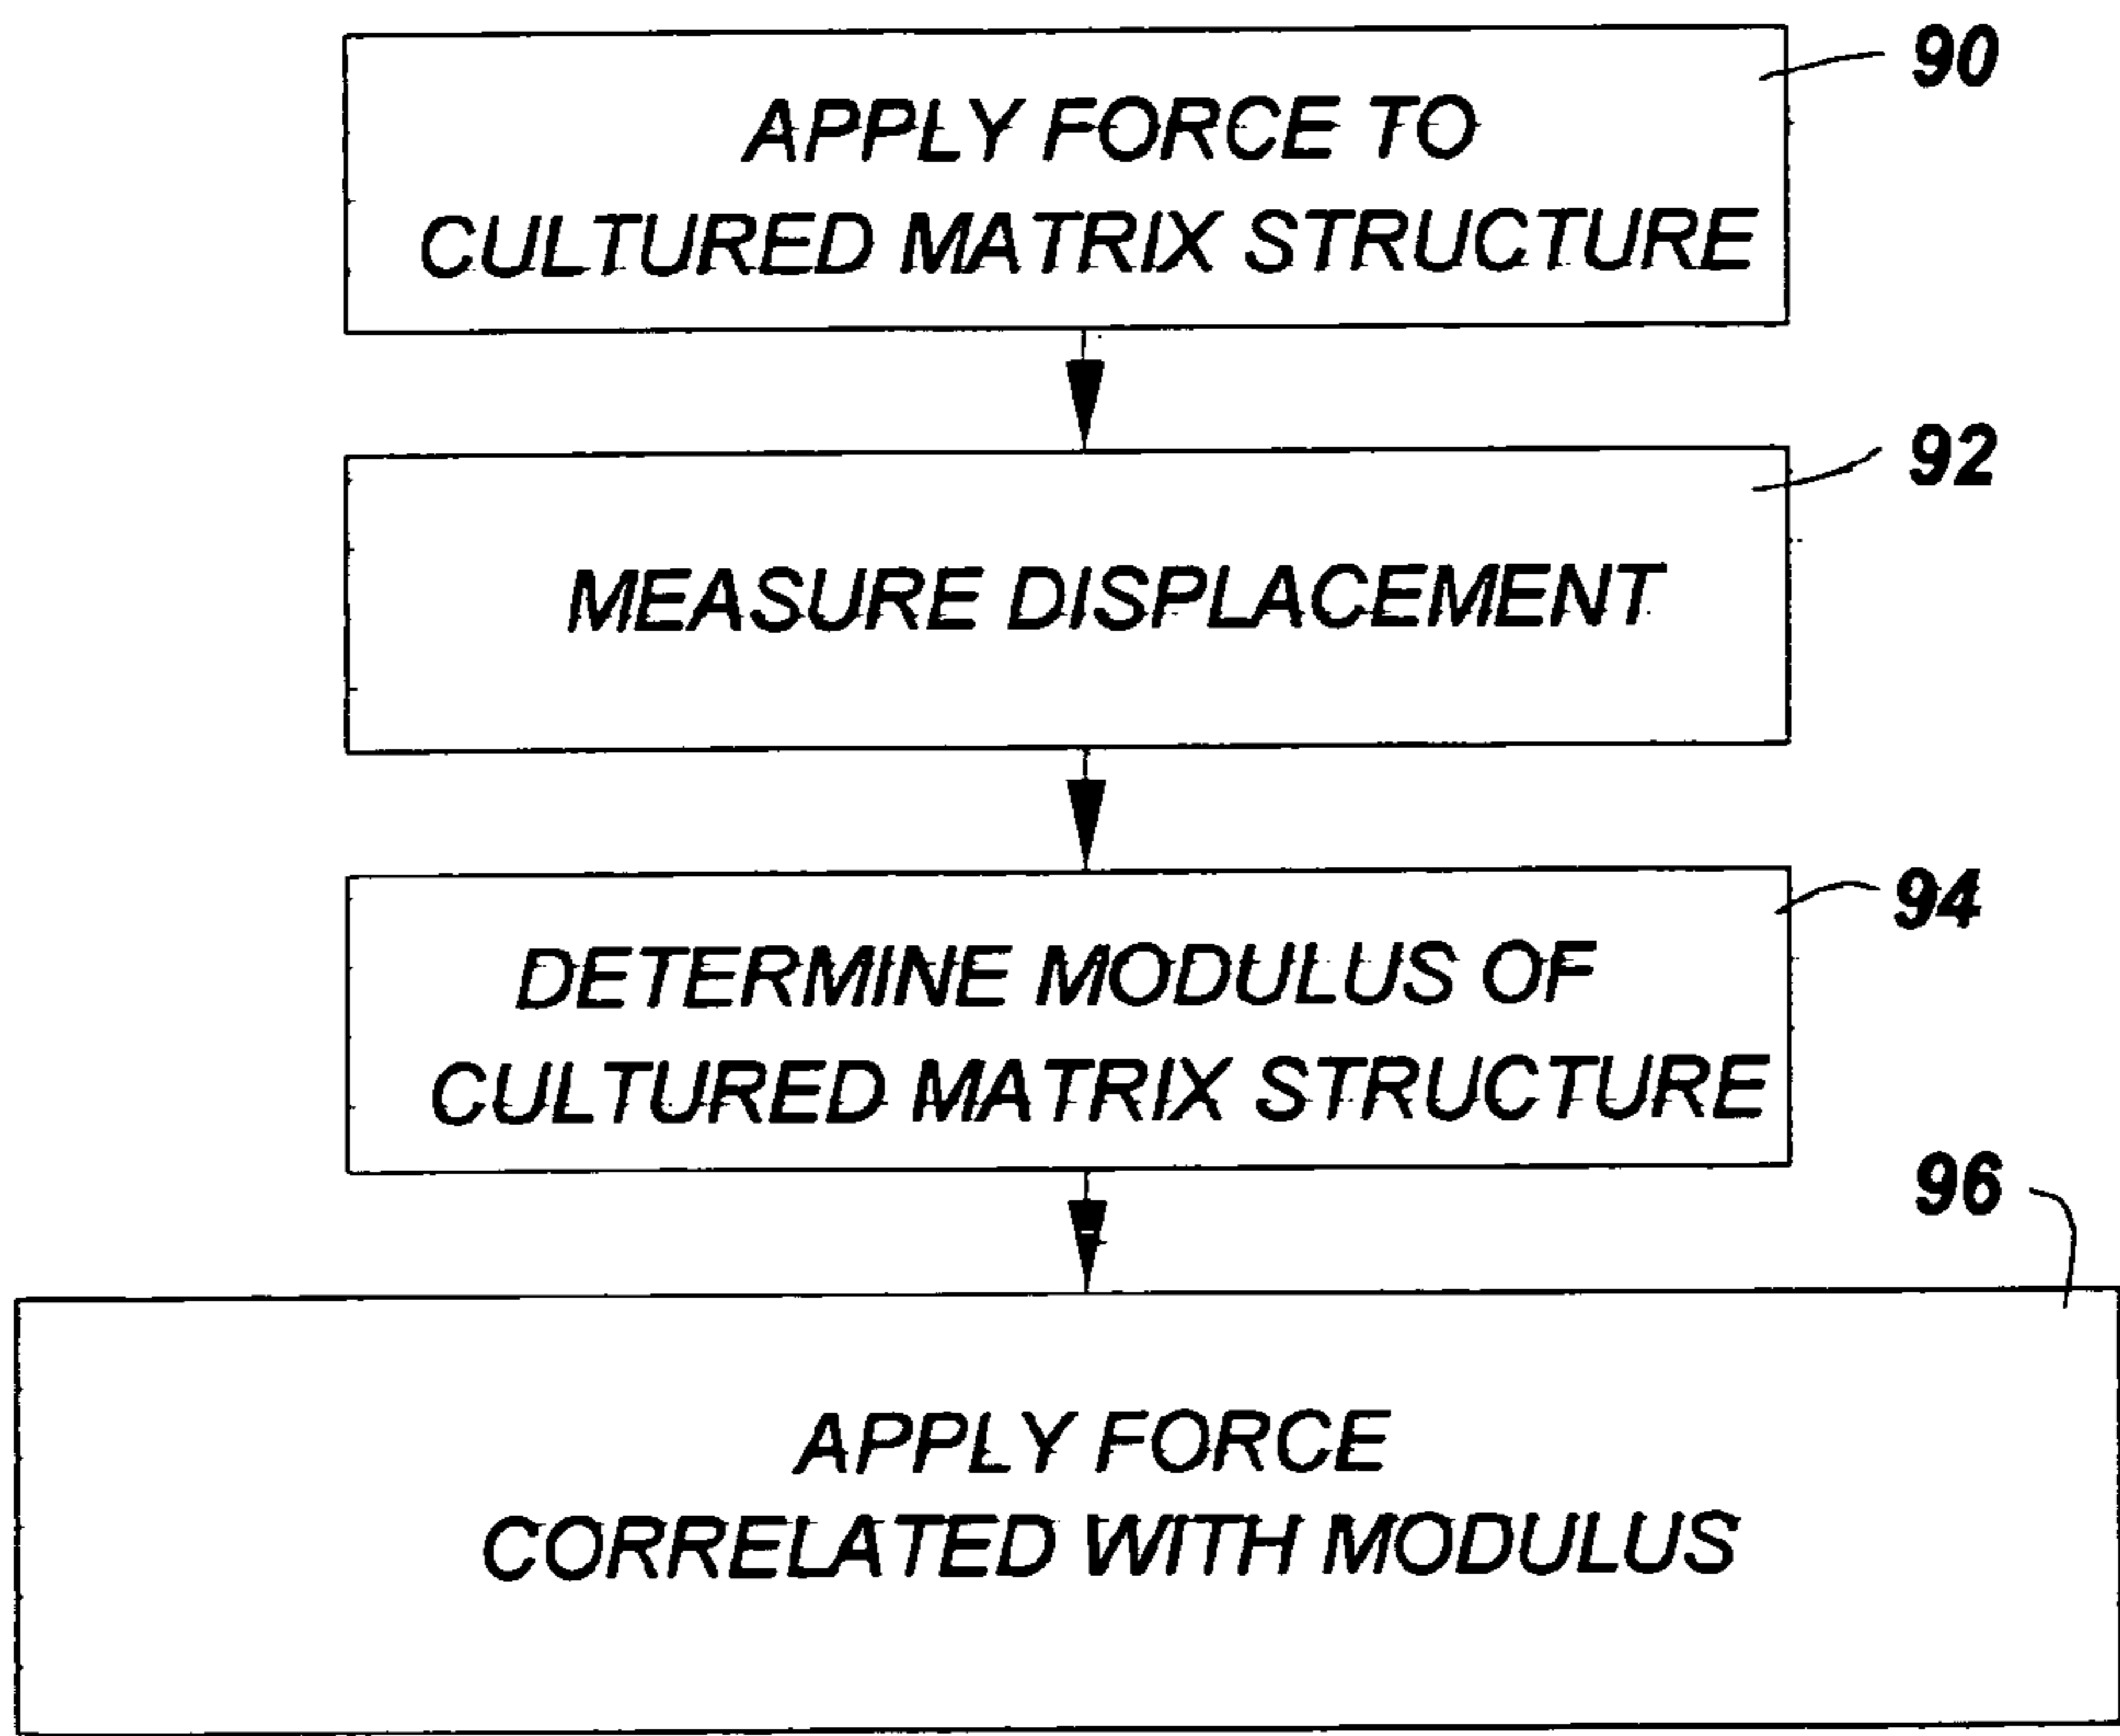 90
APPLY FORCE TO
CULTURED MATRIX STRUCTURE
92
MEASURE DISPLACEMENT
94
DETERMINE MODULUS OF
CULTURED MATRIX STRUCTURE
96
APPLY FORCE
CORRELATED WITH MODULUS